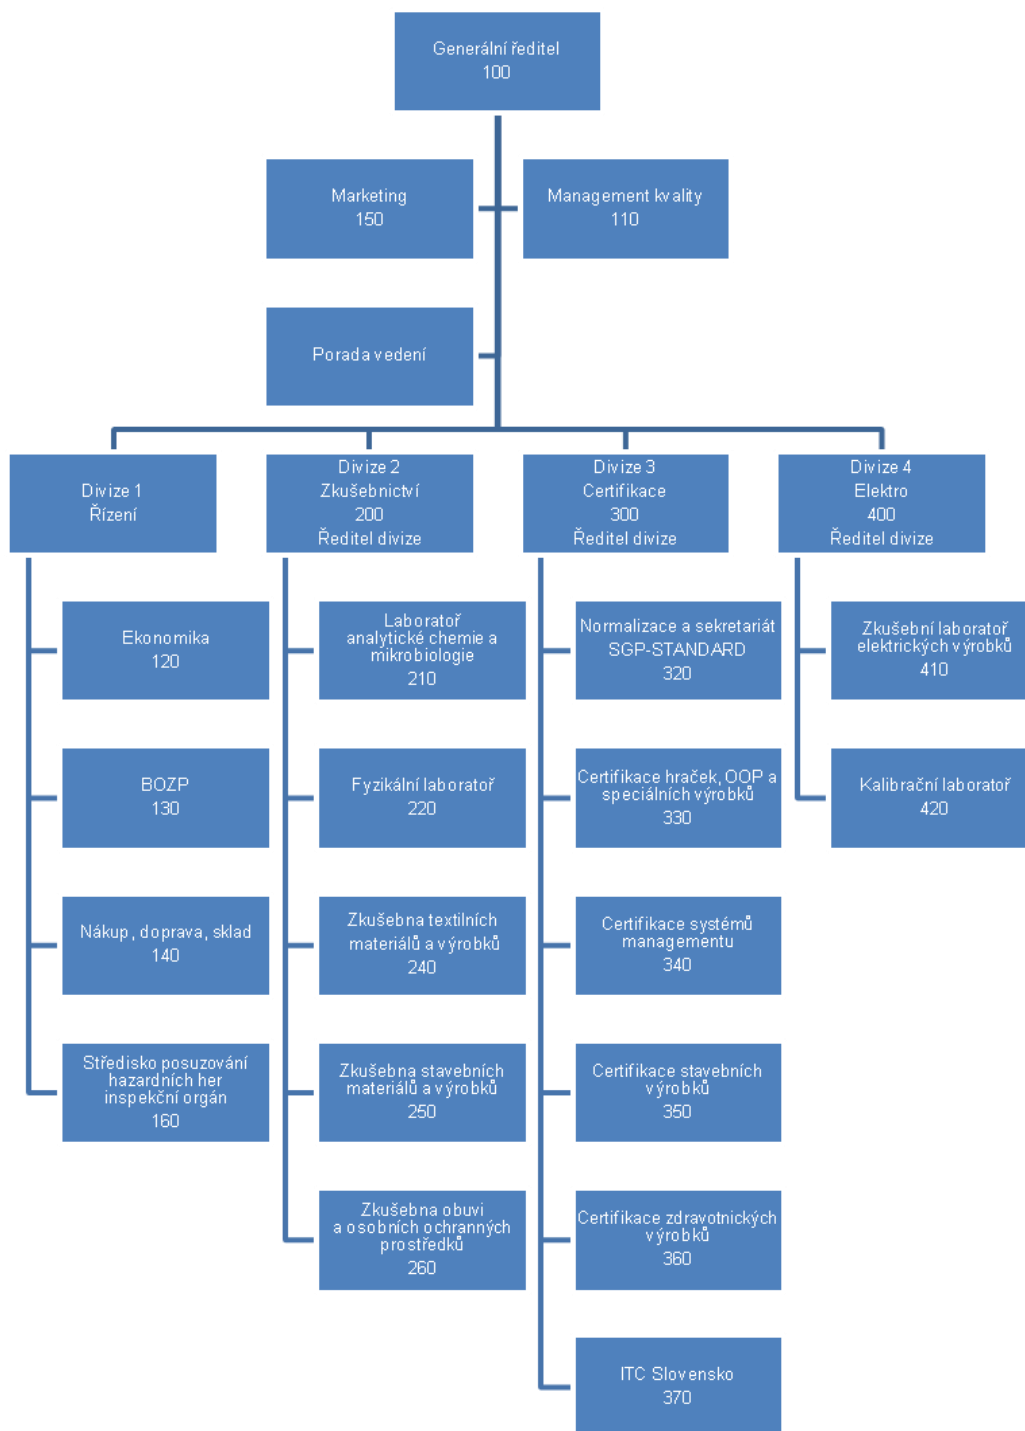 Generální ředitel
100
Marketing
150
Management kvality
110
Porada vedení
Divize 1
Řízení
Divize 2
Zkušebnictví
200
Ředitel divize
Divize 3
Certifikace
300
Ředitel divize
Divize 4
Elektro
400
Ředitel divize
Ekonomika
120
BOZP
130
Nákup, doprava, sklad
140
Středisko posuzování
hazardních her
inspekční orgán
160
Laboratoř
analytické chemie a
mikrobiologie
210
Fyzikální laboratoř
220
Zkušebna textilních
materiálů a výrobků
240
Zkušebna stavebních
materiálů a výrobků
250
Zkušebna obuvi
a osobních ochranných
prostředků
260
Normalizace a sekretariát
SGP-STANDARD
320
Certifikace hraček, OOP a
speciálních výrobků
330
Certifikace systémů
managementu
340
Certifikace stavebních
výrobků
350
Certifikace zdravotnických
výrobků
360
ITC Slovensko
370
Zkušební laboratoř
elektrických výrobků
410
Kalibrační laboratoř
420